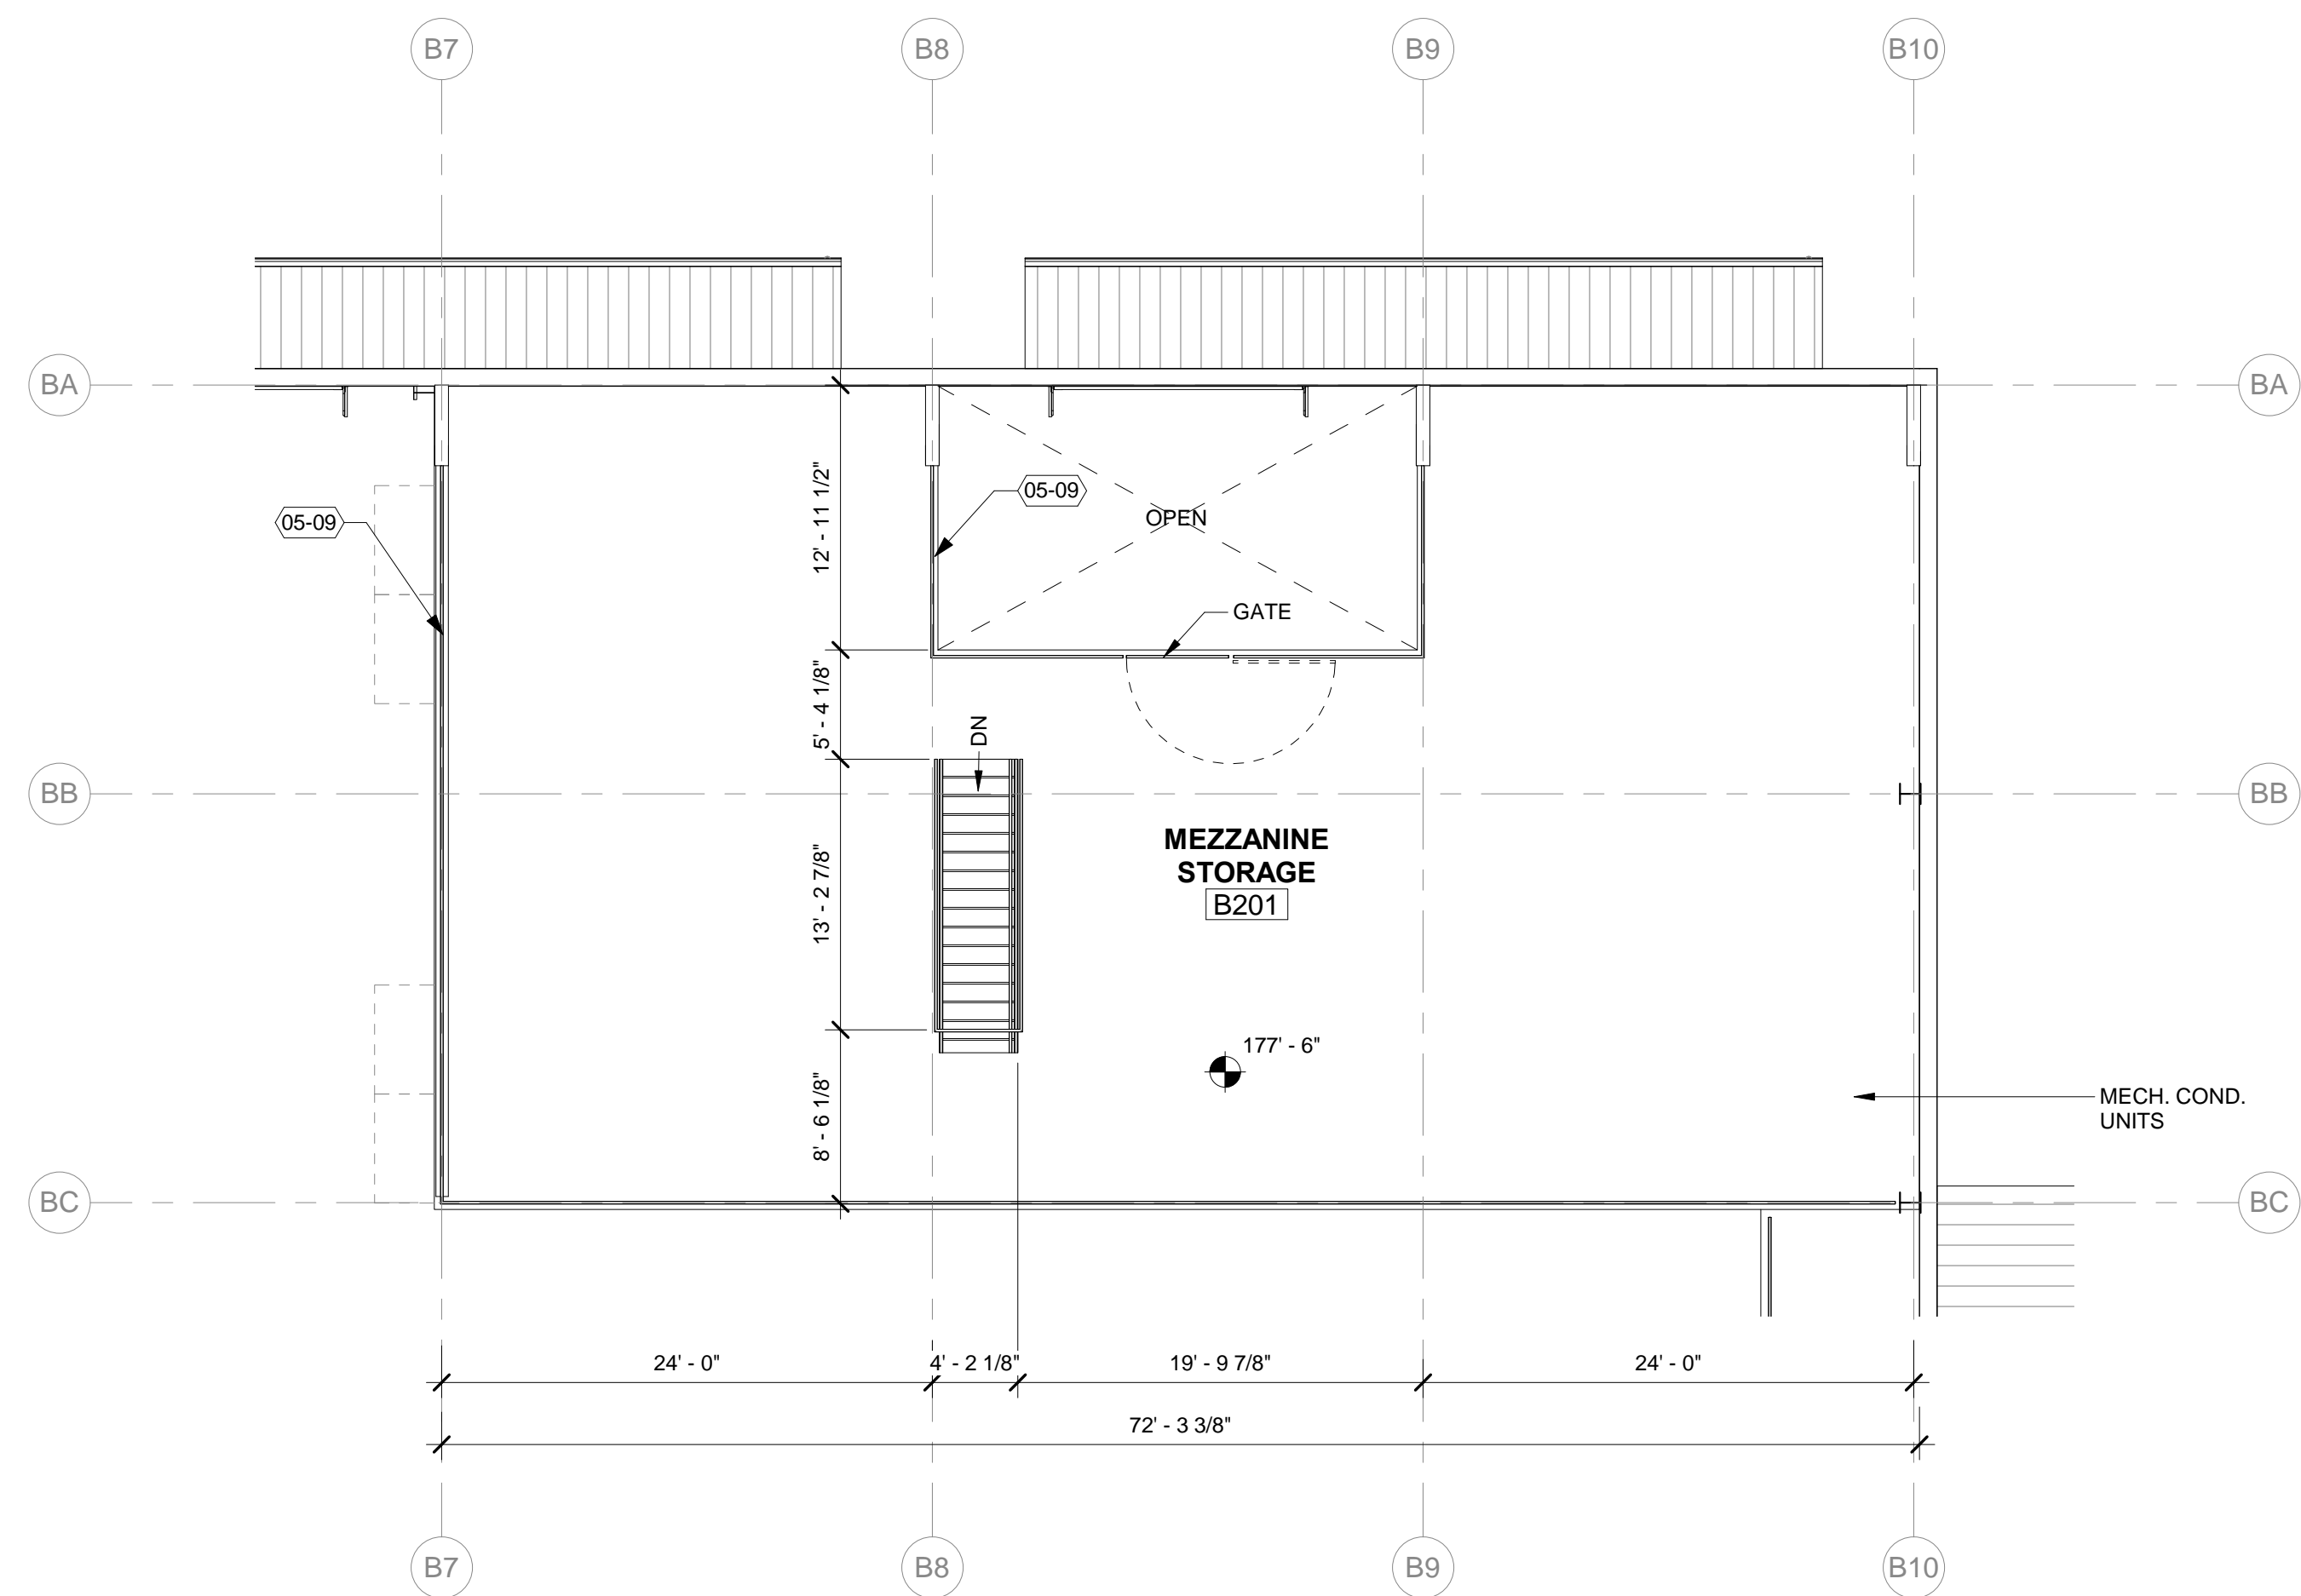 B7
B8
B9
B10
BA
BA
12' - 11 1/2"
05-09
05-09
OPEN
GATE
5' - 4 1/8"
DN
BB
BB
MEZZANINE
STORAGE
B201
13' - 2 7/8"
177' - 6"
8' - 6 1/8"
MECH. COND.
UNITS
BC
BC
24' - 0"
4' - 2 1/8"
19' - 9 7/8"
24' - 0"
72' - 3 3/8"
B7
B8
B9
B10